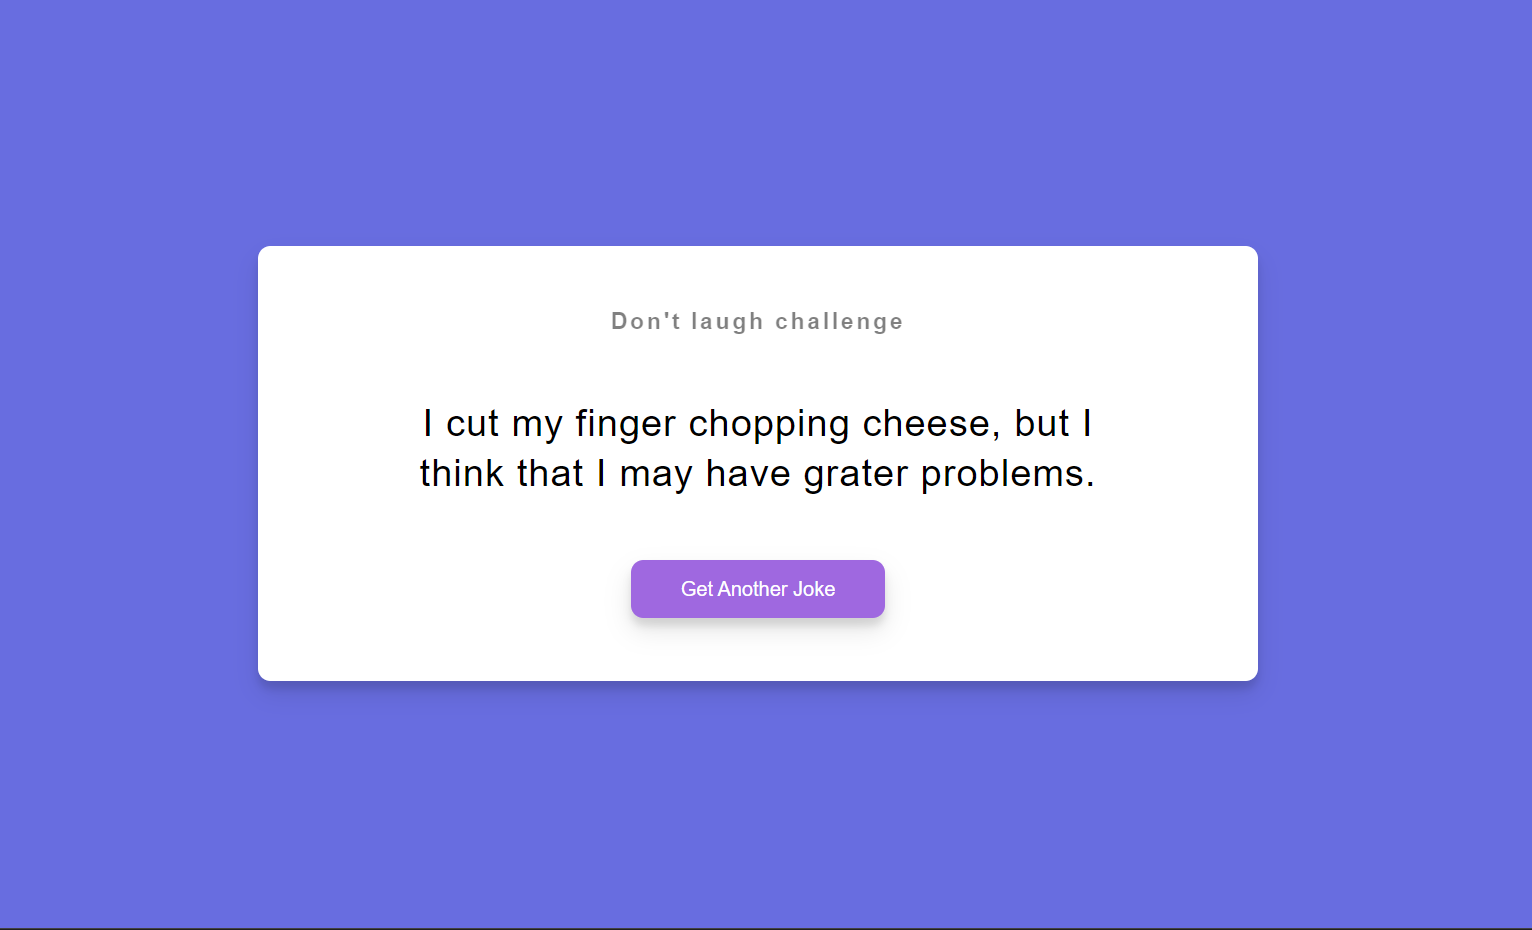 Don't laugh challenge
I cut my finger chopping cheese, but I
think that I may have grater problems.
Get Another Joke